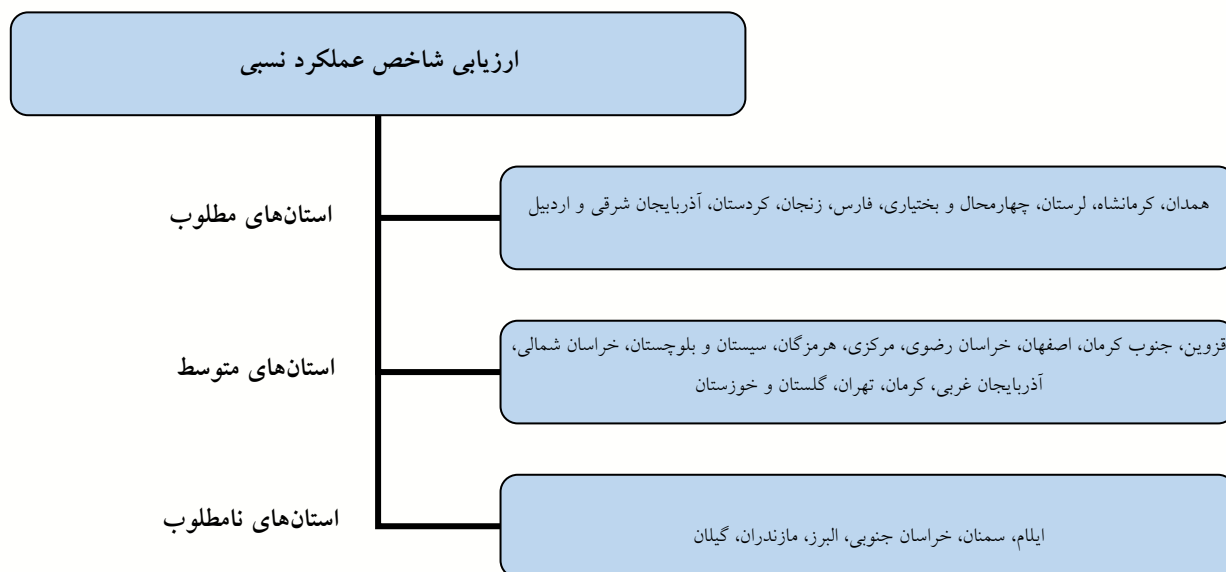 ارزیابی شاخص عملکرد نسبی
استان‌های مطلوب
همدان، کرمانشاه، لرستان، چهارمحال و بختیاری، فارس، زنجان، کردستان، آذربایجان شرقی و اردبیل
استان‌های متوسط
قزوین، جنوب کرمان، اصفهان، خراسان رضوی، مرکزی، هرمزگان، سیستان و بلوچستان، خراسان شمالی،
آذربایجان غربی، کرمان، تهران، گلستان و خوزستان
استان‌های نامطلوب
ایلام، سمنان، خراسان جنوبی، البرز، مازندران، گیلان